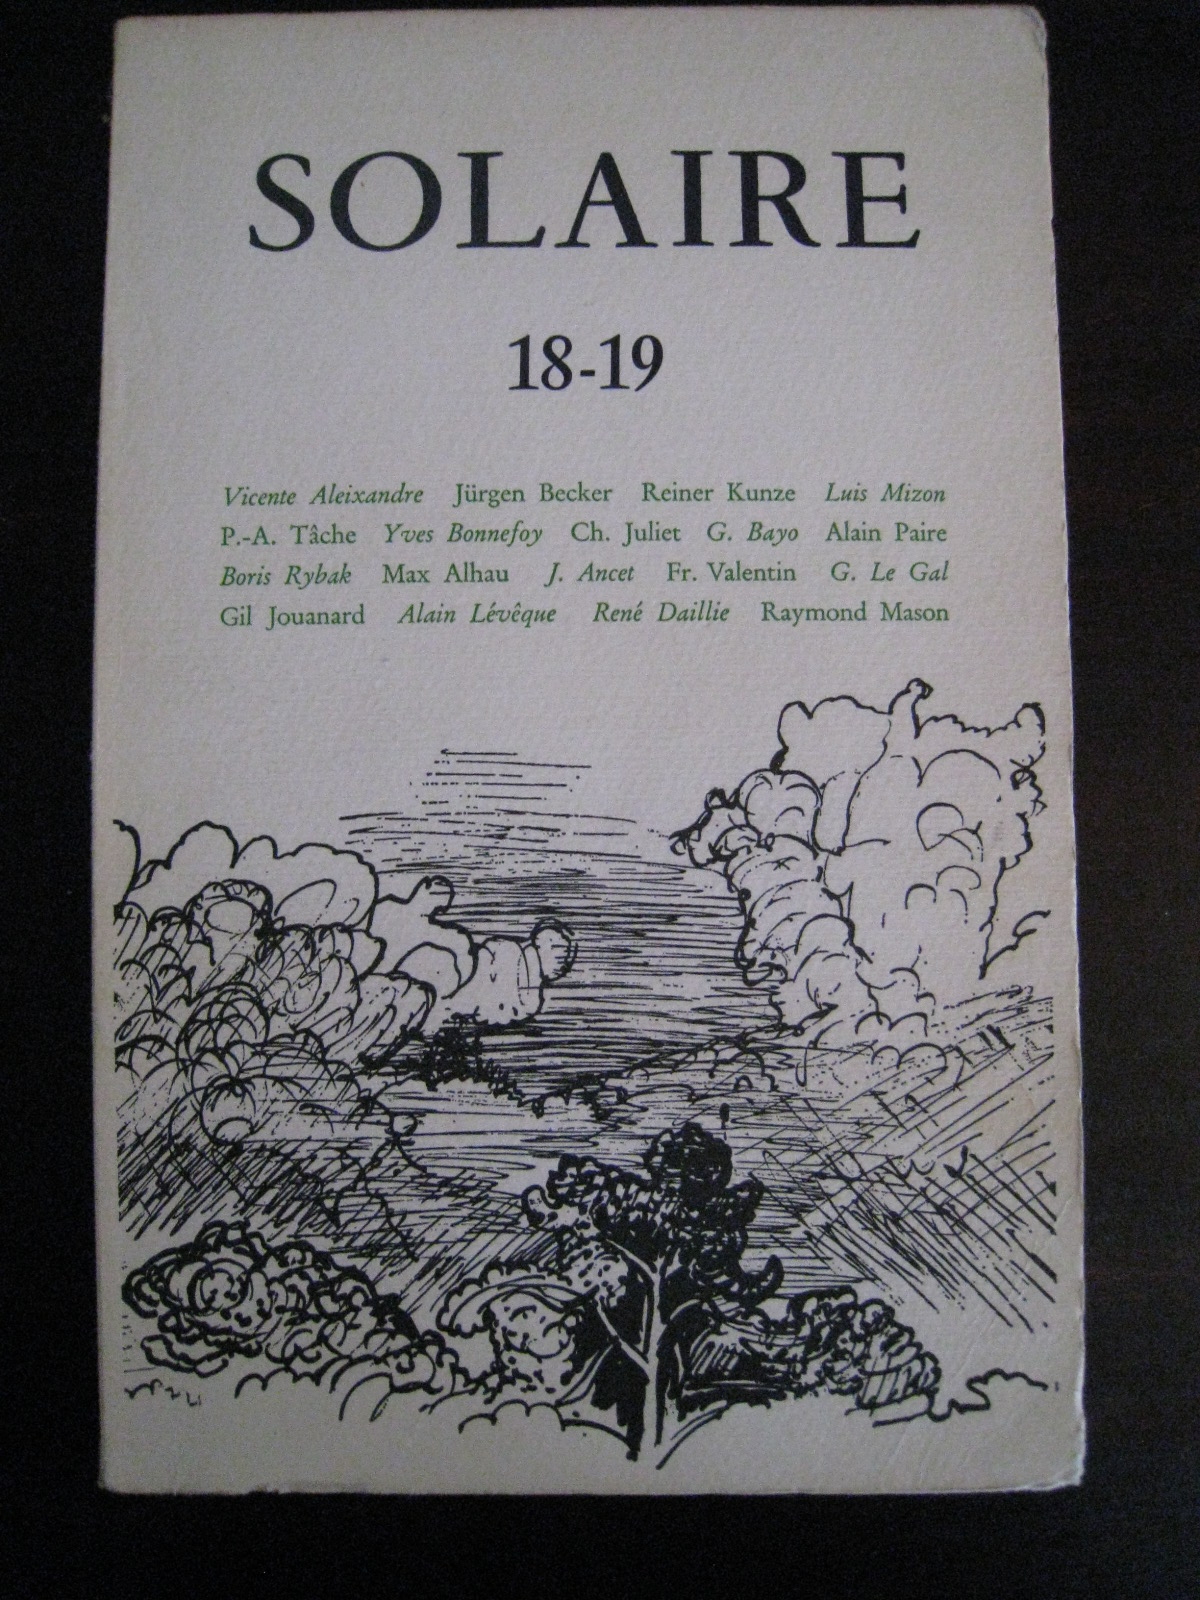 SOLAIRE
18-19
Vicente Aleixandre Jürgen Becker Reiner Kunze Luis Mizon
P.-A. Tâche Yves Bonnefoy Ch. Juliet G. Bayo Alain Paire
Boris Rybak Max Alhau J. Ancet Fr. Valentin G. Le Gal
Gil Jouanard Alain Lévêque René Daillie Raymond Mason